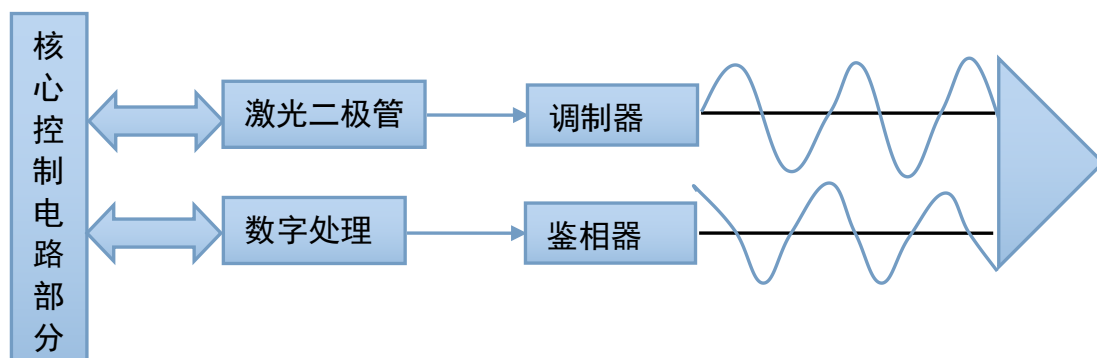 核心控制电路部分
激光二极管
调制器
数字处理
鉴相器